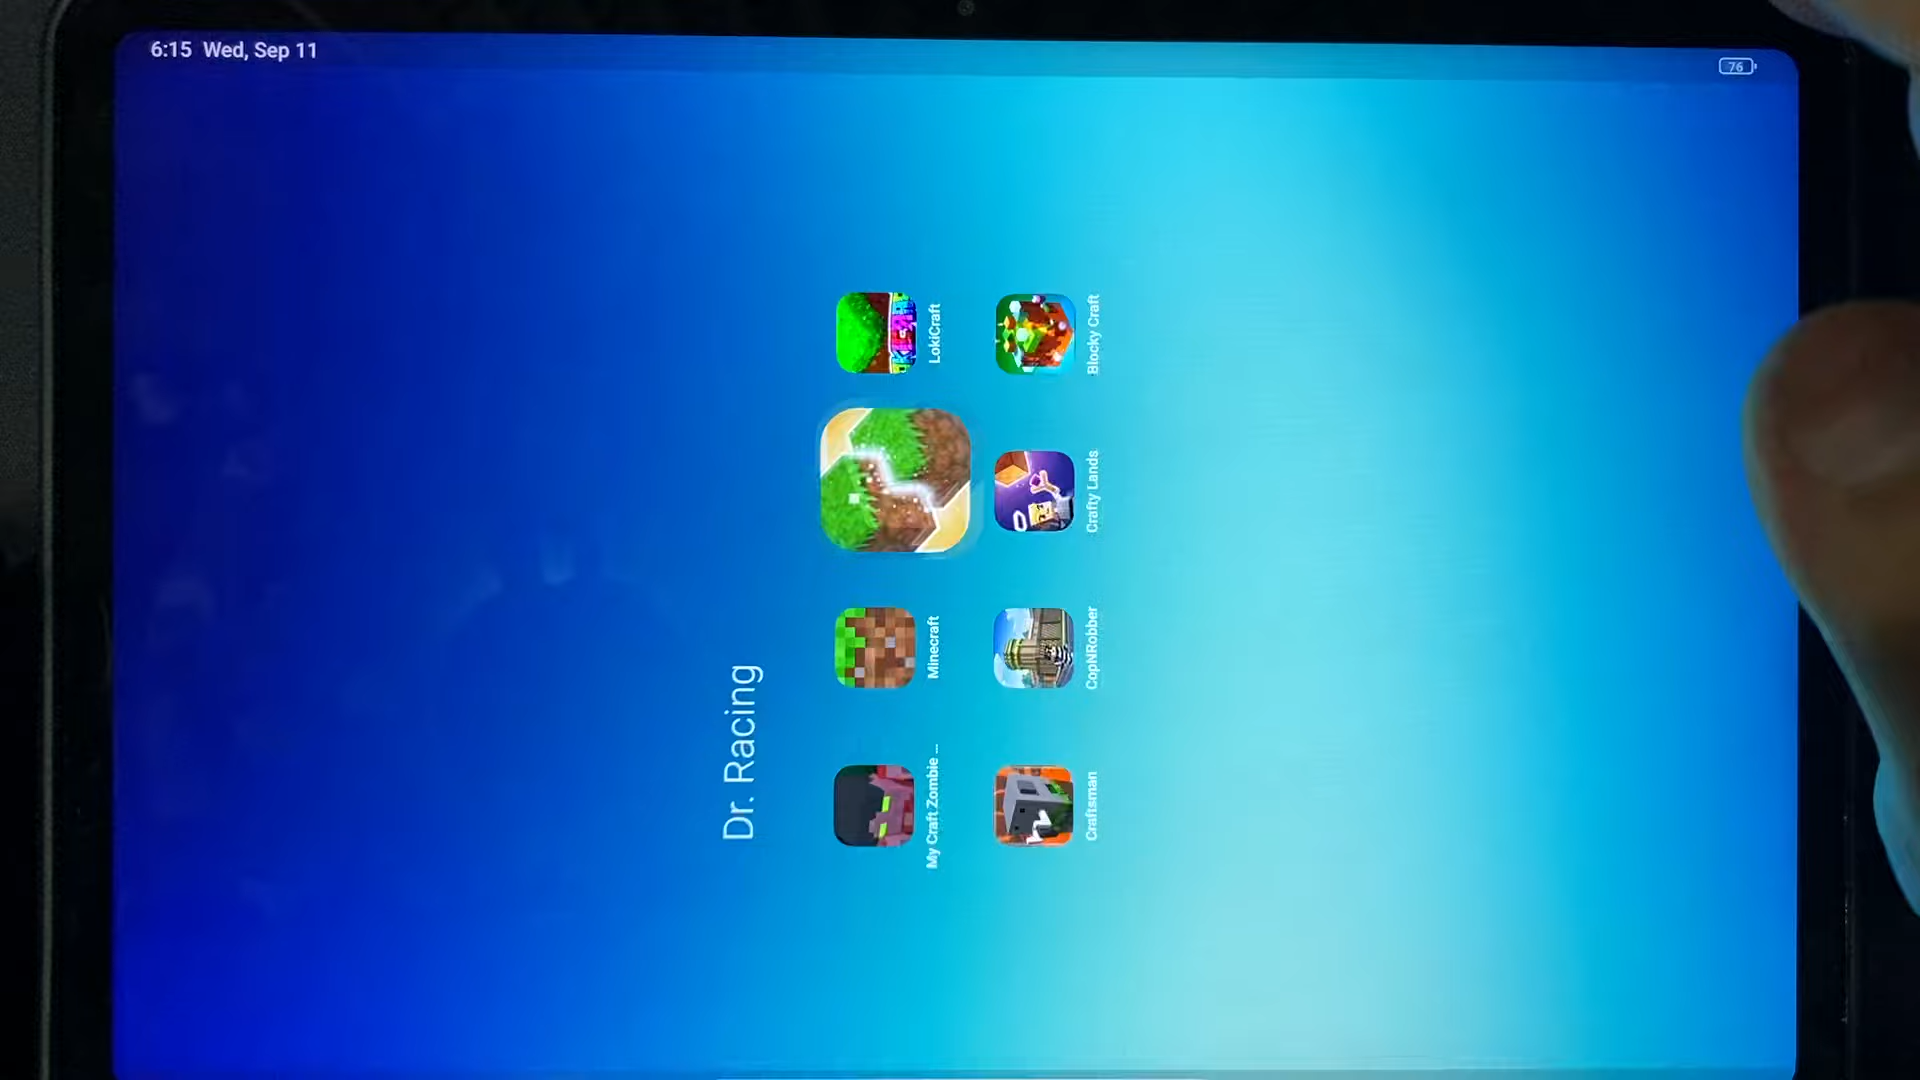 6:15 Wed, Sep 11
76
Dr. Racing
My Craft Zombie ...
Minecraft
LokiCraft
Craftsman
CopNRobber
Crafty Lands
Blocky Craft